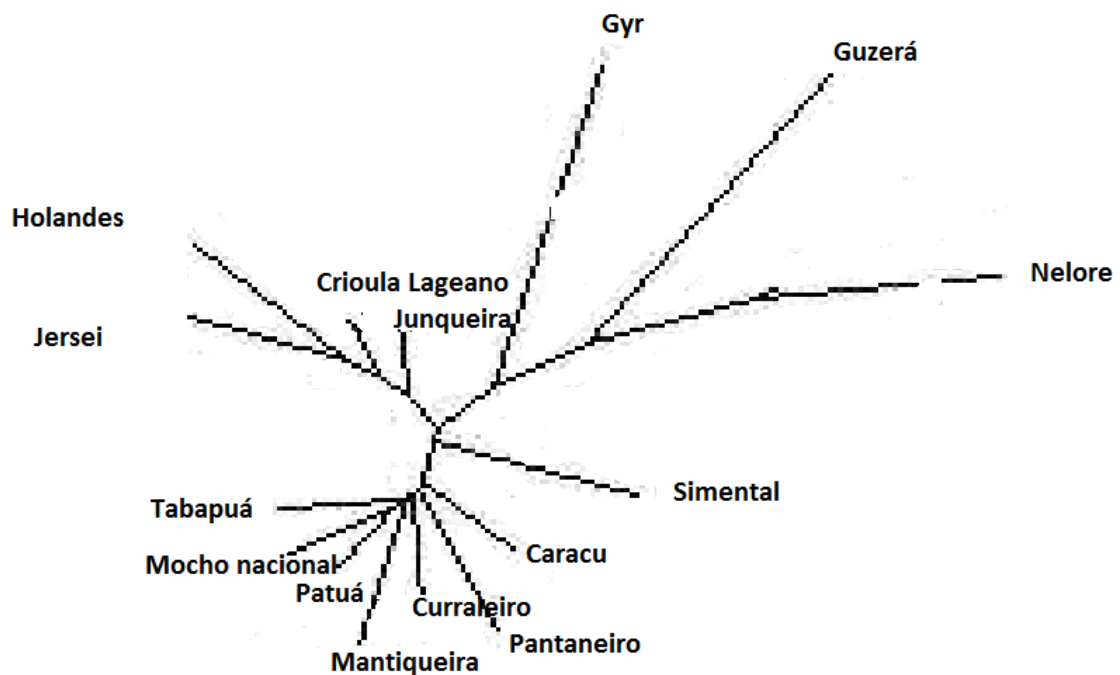 Gyr
Guzerá
Holandes
Nelore
Crioula Lageano
Junqueira
Jersei
Simental
Tabapuá
Caracu
Mocho nacional
Patuá
Curraleiro
Pantaneiro
Mantiqueira